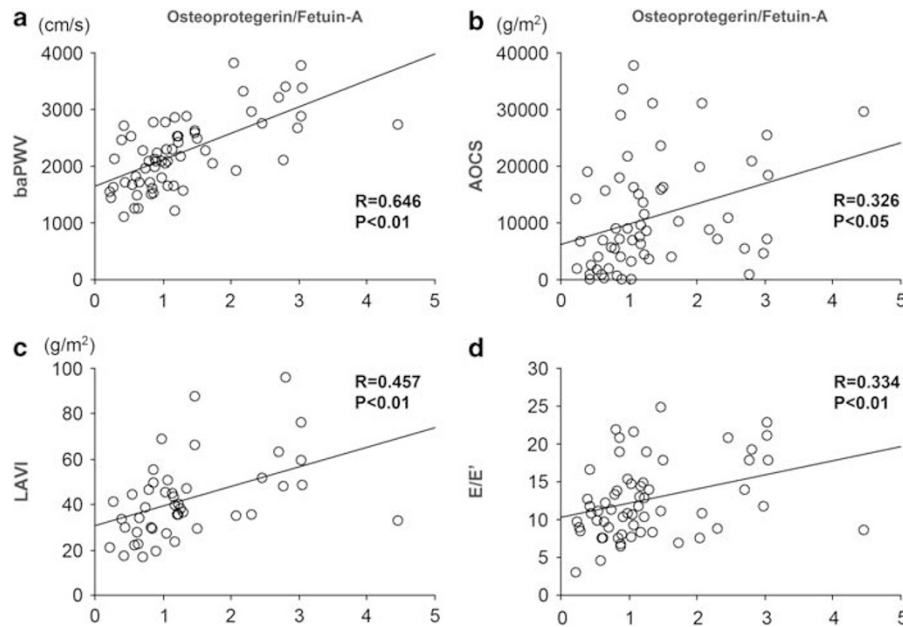 a (cm/s) Osteoprotegerin/Fetuin-A
4000
3000
2000
1000
0
baPWV
R=0.646
P<0.01
0 1 2 3 4 5
b (g/m²) Osteoprotegerin/Fetuin-A
40000
30000
20000
10000
0
AOCS
R=0.326
P<0.05
0 1 2 3 4 5
c (g/m²)
100
80
60
40
20
0
LAVI
R=0.457
P<0.01
0 1 2 3 4 5
d
30
25
20
15
10
5
0
E/E'
R=0.334
P<0.01
0 1 2 3 4 5